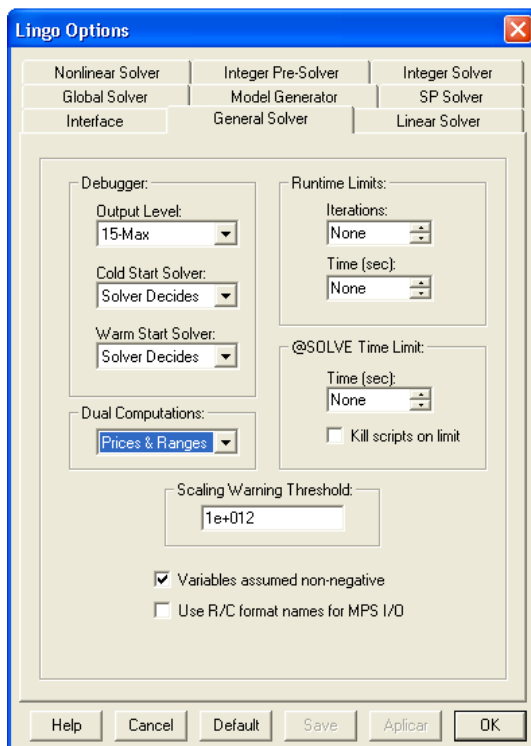 Lingo Options
Nonlinear Solver Integer Pre-Solver Integer Solver
Global Solver Model Generator SP Solver
Interface General Solver Linear Solver
Debugger:
Output Level:
15-Max
Cold Start Solver:
Solver Decides
Warm Start Solver:
Solver Decides
Dual Computations:
Prices & Ranges
Runtime Limits:
Iterations:
None
Time (sec):
None
@SOLVE Time Limit:
Time (sec):
None
Kill scripts on limit
Scaling Warning Threshold:
1e+012
Variables assumed non-negative
Use R/C format names for MPS I/O
Help Cancel Default Save Aplicar OK